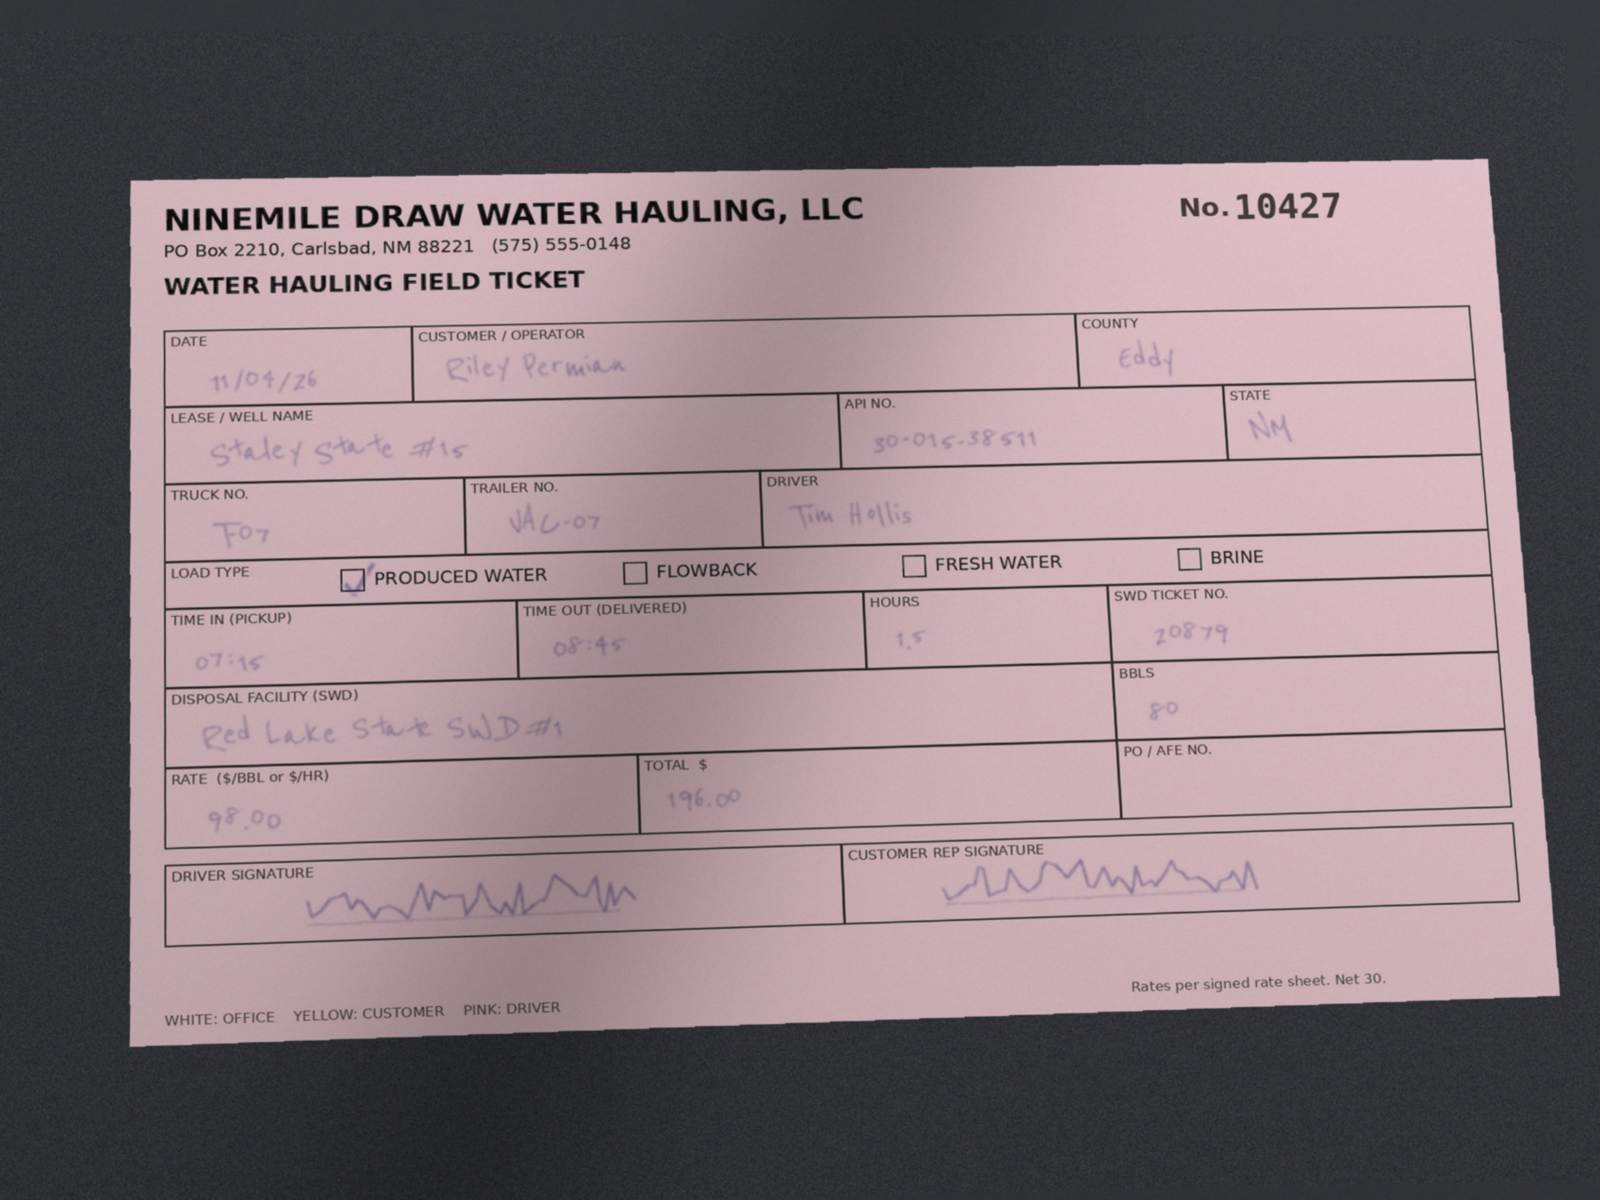 NINEMILE DRAW WATER HAULING, LLC
No. 10427
PO Box 2210, Carlsbad, NM 88221 (575) 555-0148
WATER HAULING FIELD TICKET
DATE CUSTOMER / OPERATOR COUNTY
11/04/26 Riley Permian Eddy
LEASE / WELL NAME API NO. STATE
Staley State #15 30-015-38511 NM
TRUCK NO. TRAILER NO. DRIVER
F07 VAC-07 Tim Hollis
LOAD TYPE PRODUCED WATER FLOWBACK FRESH WATER BRINE
TIME IN (PICKUP) TIME OUT (DELIVERED) HOURS SWD TICKET NO.
07:15 08:45 1.5 20879
DISPOSAL FACILITY (SWD) BBLS
Red Lake State SWD #1 80
RATE ($/BBL or $/HR) TOTAL $ PO / AFE NO.
98.00 196.00
DRIVER SIGNATURE CUSTOMER REP SIGNATURE
Rates per signed rate sheet. Net 30.
WHITE: OFFICE YELLOW: CUSTOMER PINK: DRIVER